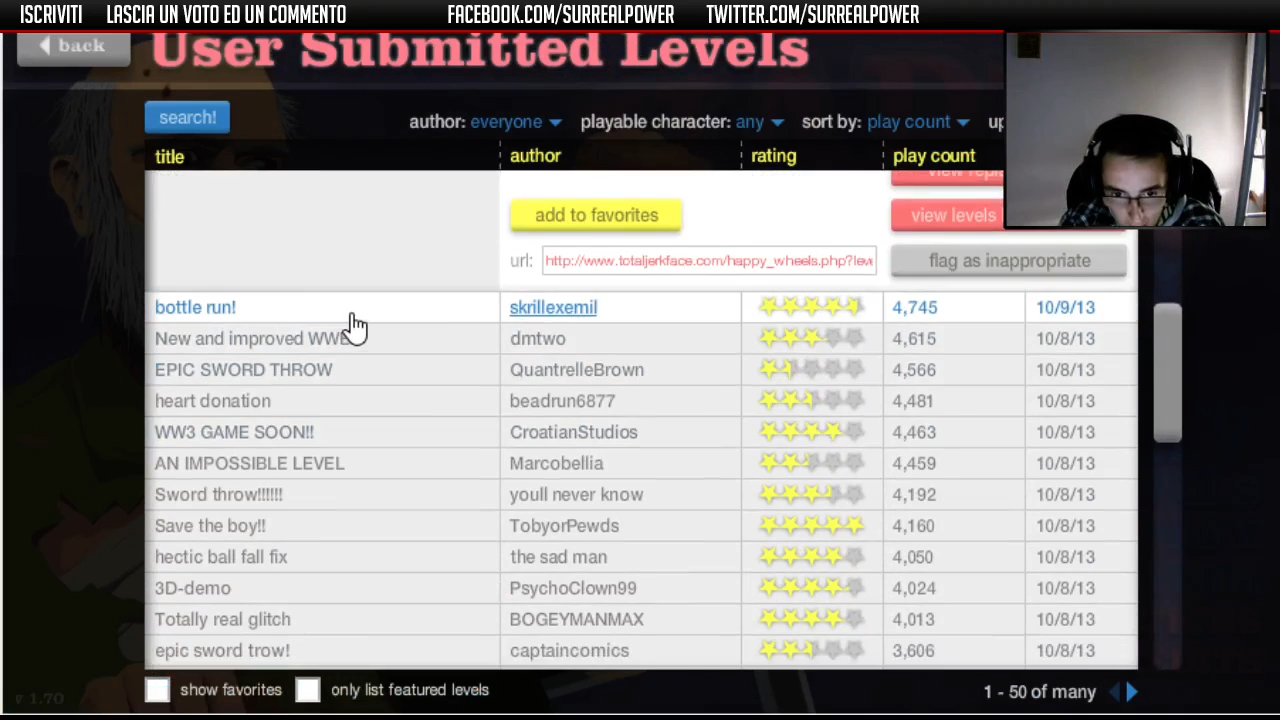 ISCRIVITI LASCIA UN VOTO ED UN COMMENTO FACEBOOK.COM/SURREALPOWER TWITTER.COM/SURREALPOWER
back User Submitted Levels
search! author: everyone playable character: any sort by: play count up
title author rating play count
add to favorites view levels
url: http://www.totaljerkface.com/happy_wheels.php?lev flag as inappropriate
bottle run! skrillexemil 4,745 10/9/13
New and improved WWE dmtwo 4,615 10/8/13
EPIC SWORD THROW QuantrelleBrown 4,566 10/8/13
heart donation beadrun6877 4,481 10/8/13
WW3 GAME SOON!! CroatianStudios 4,463 10/8/13
AN IMPOSSIBLE LEVEL Marcobellia 4,459 10/8/13
Sword throw!!!!!! youll never know 4,192 10/8/13
Save the boy!! TobyorPewds 4,160 10/8/13
hectic ball fall fix the sad man 4,050 10/8/13
3D-demo PsychoClown99 4,024 10/8/13
Totally real glitch BOGEYMANMAX 4,013 10/8/13
epic sword trow! captaincomics 3,606 10/8/13
show favorites only list featured levels 1 - 50 of many
v 1.70